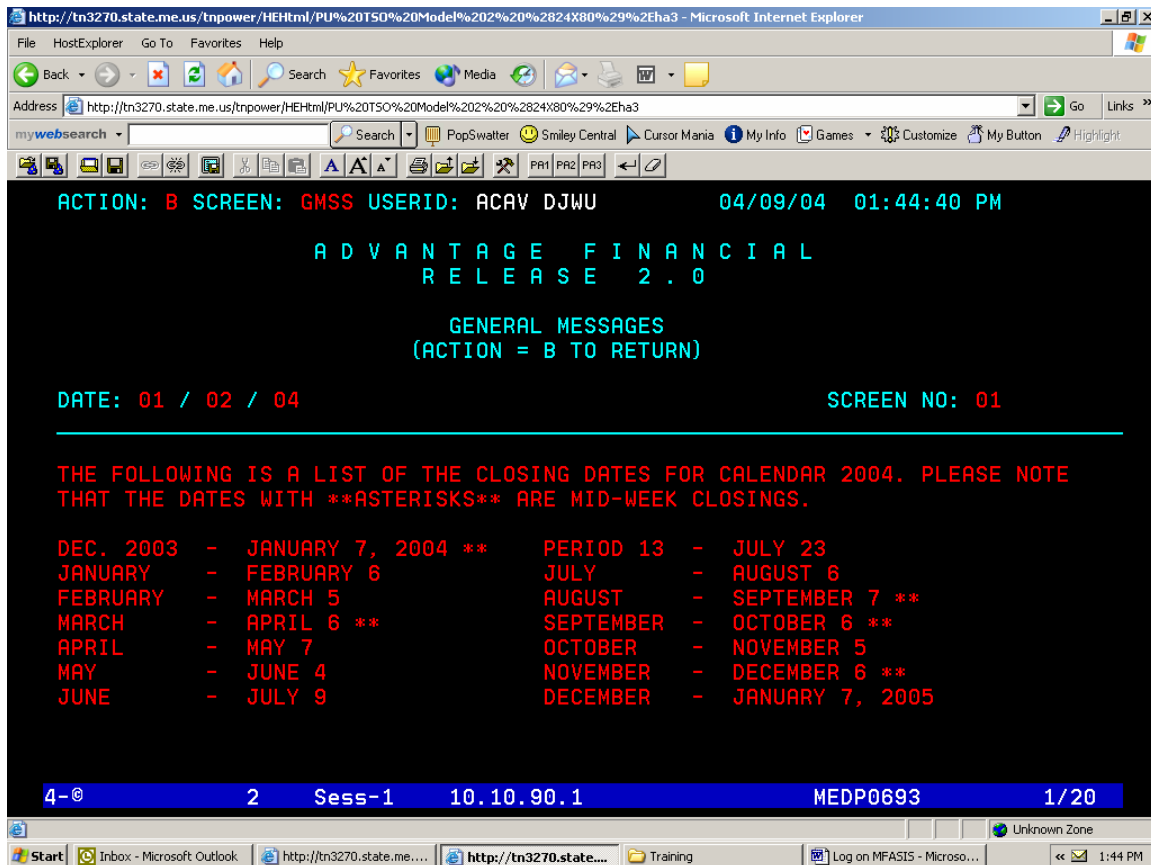 http://tn3270.state.me.us/tnpower/HEHtml/PU%20TSO%20Model%202%20%2824X80%29%2Eha3 - Microsoft Internet Explorer
File HostExplorer Go To Favorites Help
Back Search Favorites Media
Address http://tn3270.state.me.us/tnpower/HEHtml/PU%20TSO%20Model%202%20%2824X80%29%2Eha3 Go Links »
mywebsearch Search PopSwatter Smiley Central Cursor Mania My Info Games Customize My Button Highlight
A A A PA1 PA2 PA3
ACTION: B SCREEN: GMSS USERID: ACAV DJWU 04/09/04 01:44:40 PM
A D V A N T A G E F I N A N C I A L
R E L E A S E 2 . 0
GENERAL MESSAGES
(ACTION = B TO RETURN)
DATE: 01 / 02 / 04 SCREEN NO: 01
THE FOLLOWING IS A LIST OF THE CLOSING DATES FOR CALENDAR 2004. PLEASE NOTE
THAT THE DATES WITH **ASTERISKS** ARE MID-WEEK CLOSINGS.
DEC. 2003 - JANUARY 7, 2004 ** PERIOD 13 - JULY 23
JANUARY - FEBRUARY 6 JULY - AUGUST 6
FEBRUARY - MARCH 5 AUGUST - SEPTEMBER 7 **
MARCH - APRIL 6 ** SEPTEMBER - OCTOBER 6 **
APRIL - MAY 7 OCTOBER - NOVEMBER 5
MAY - JUNE 4 NOVEMBER - DECEMBER 6 **
JUNE - JULY 9 DECEMBER - JANUARY 7, 2005
4-© 2 Sess-1 10.10.90.1 MEDP0693 1/20
Unknown Zone
Start Inbox - Microsoft Outlook http://tn3270.state.me.... http://tn3270.state.... Training Log on MFASIS - Microso... « 1:44 PM